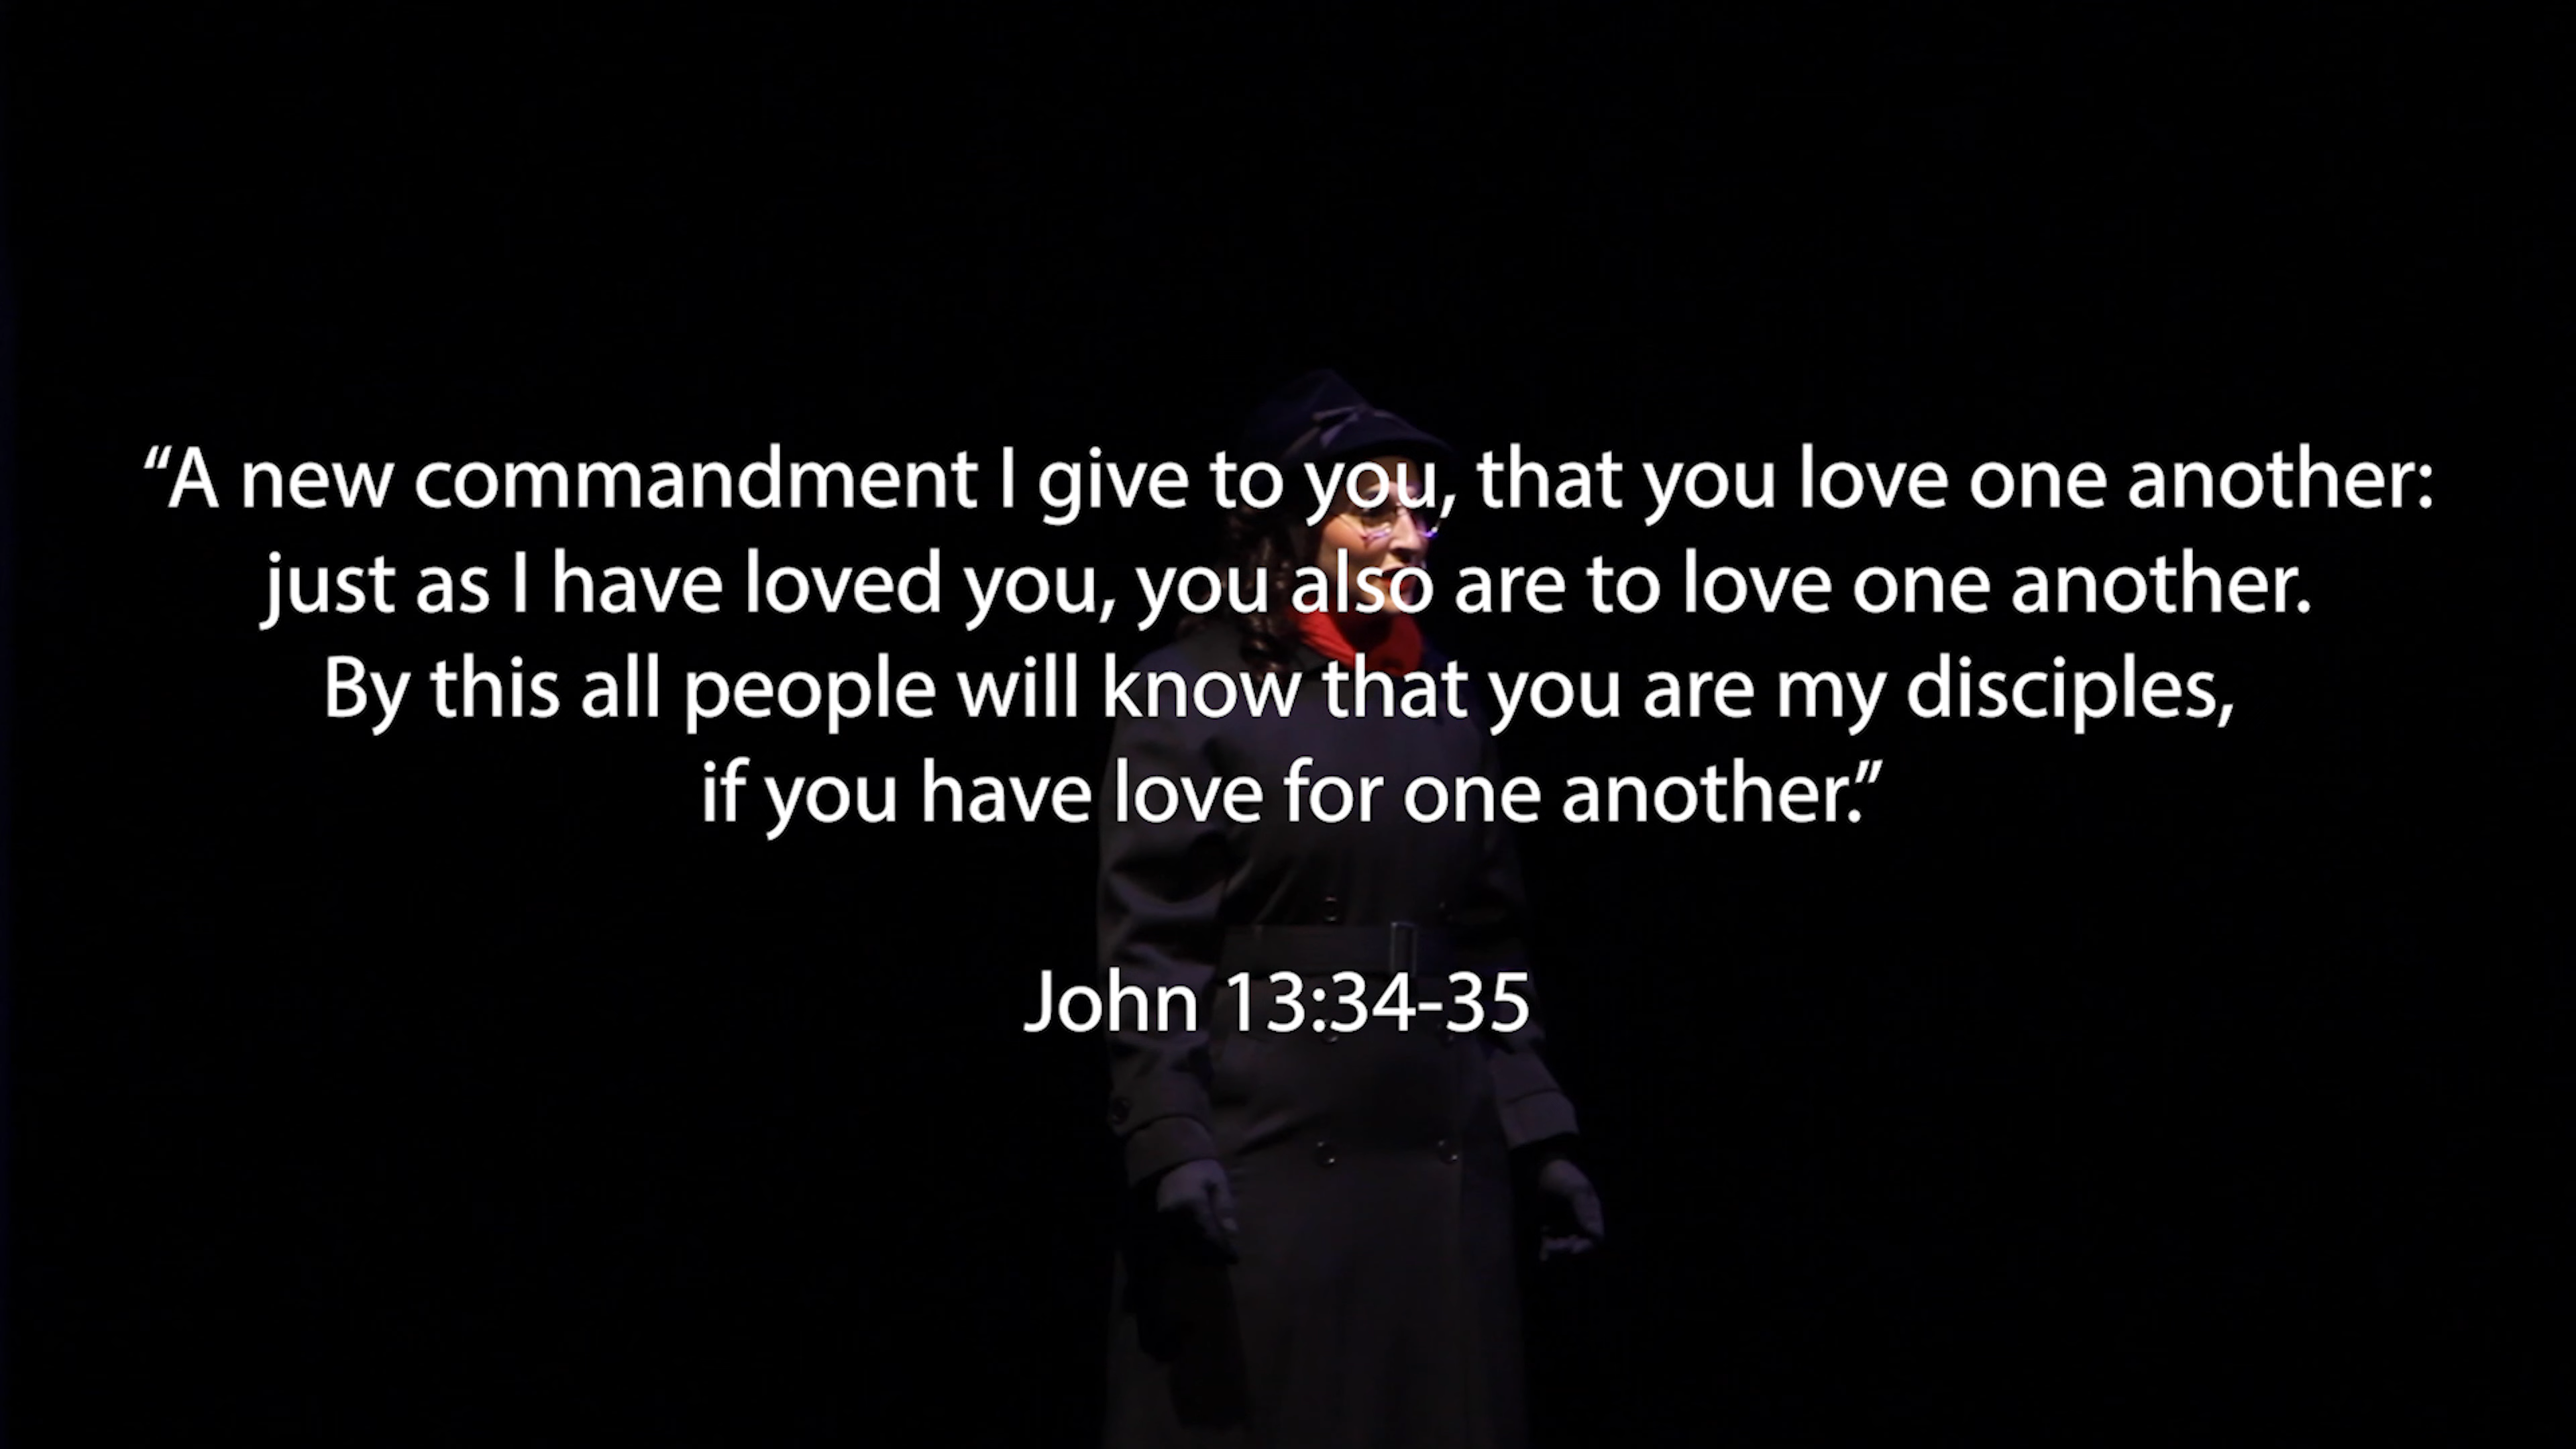 “A new commandment I give to you, that you love one another:
just as I have loved you, you also are to love one another.
By this all people will know that you are my disciples,
if you have love for one another.”
John 13:34-35